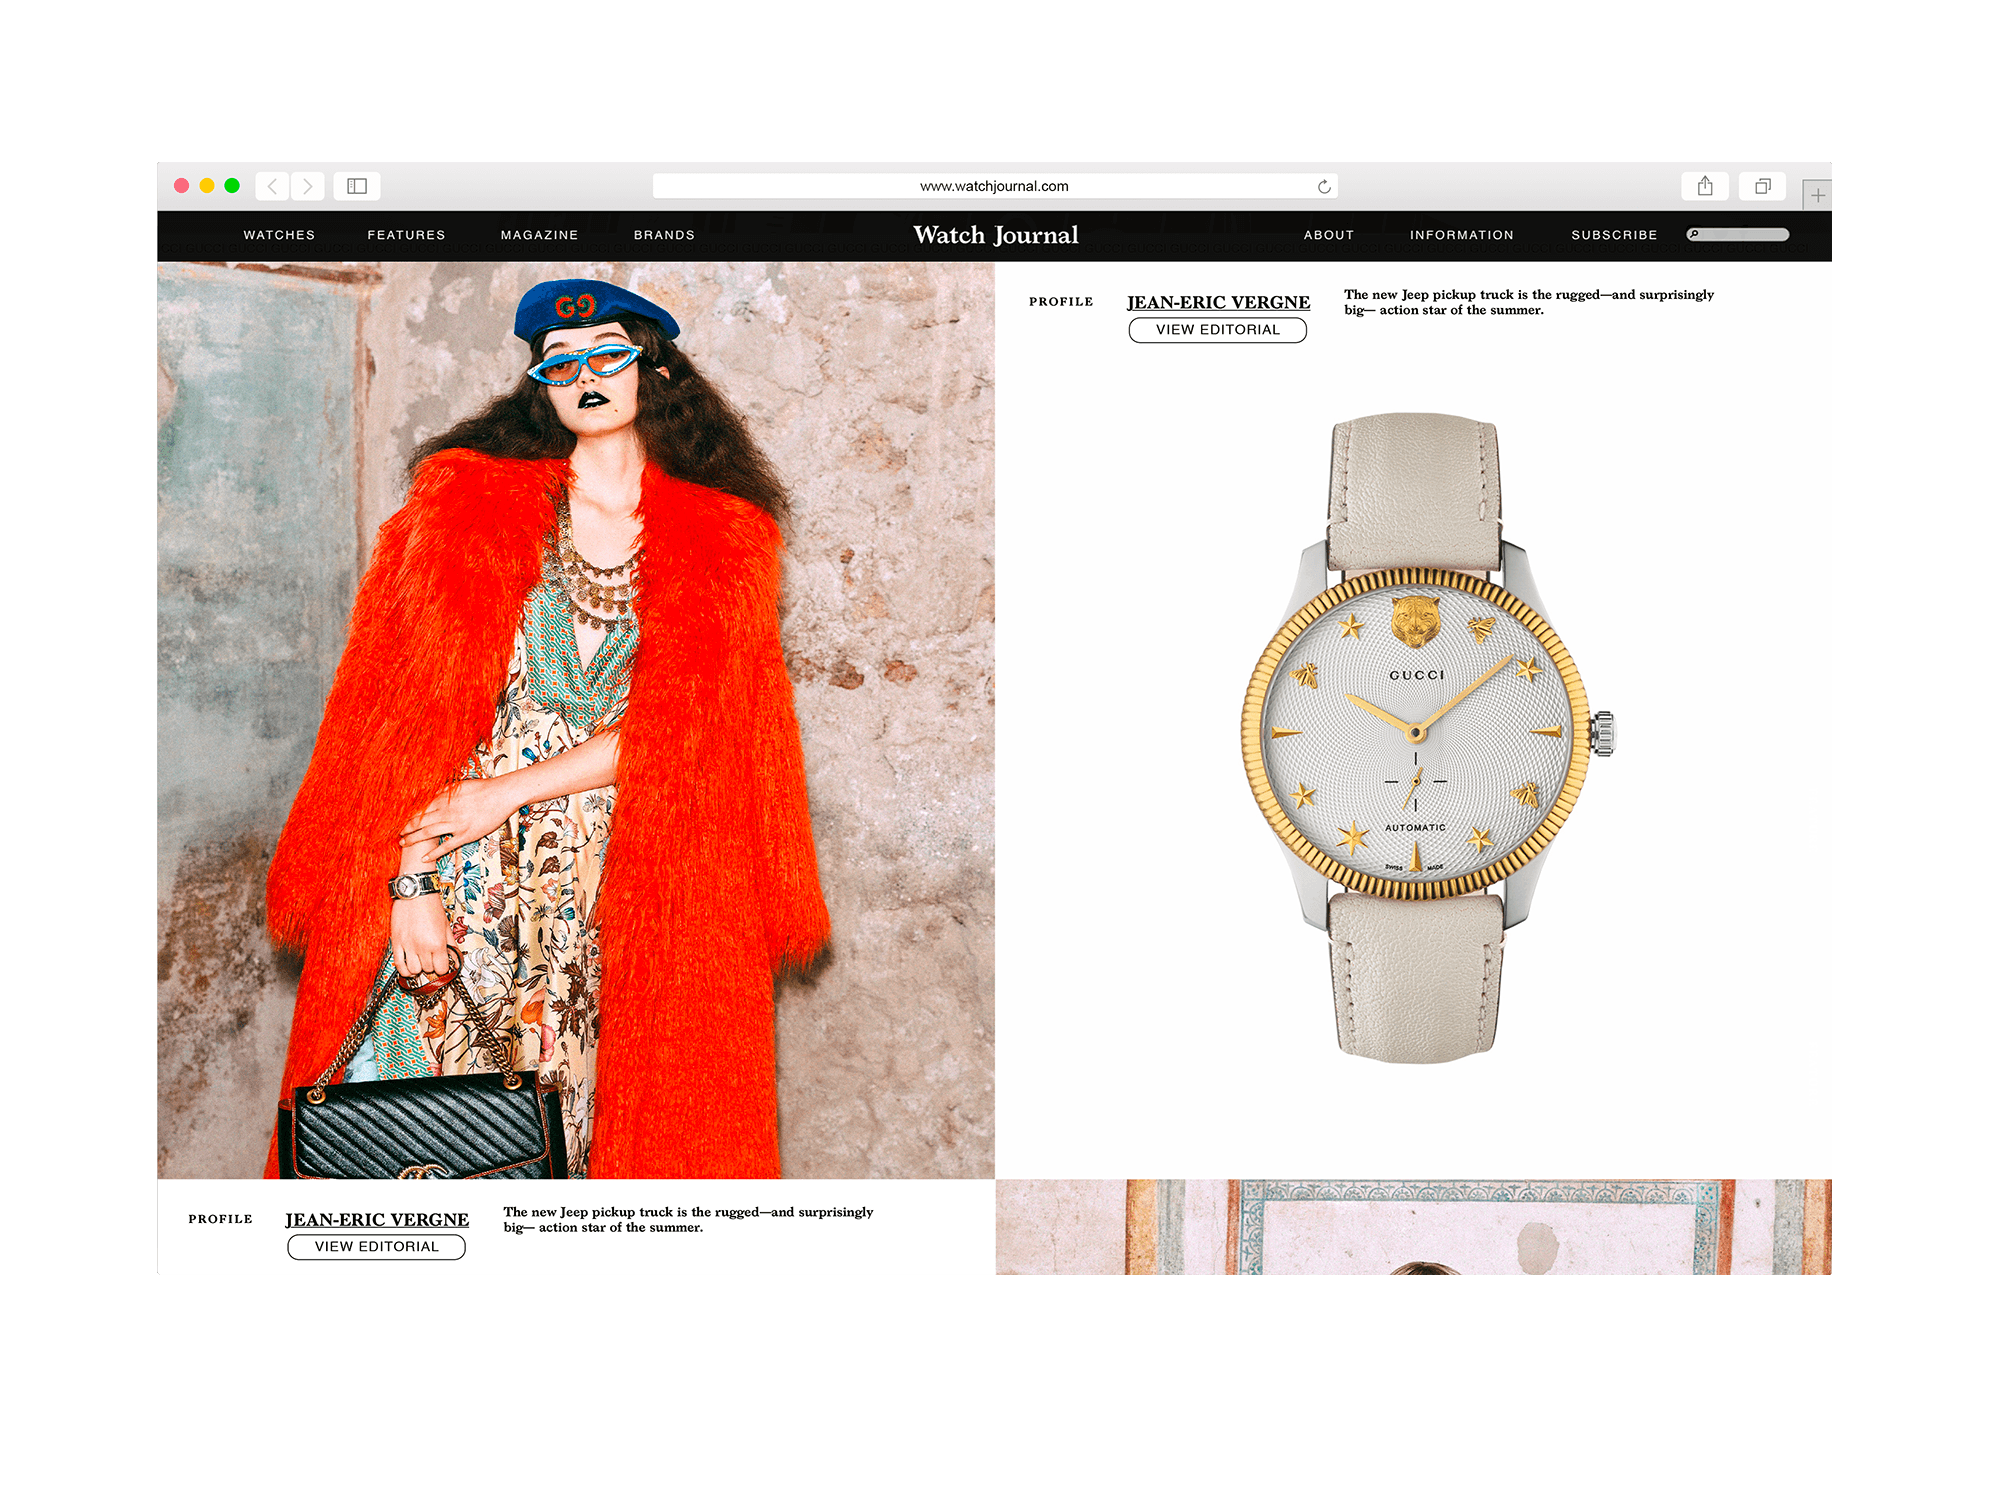 www.watchjournal.com
WATCHES FEATURES MAGAZINE BRANDS Watch Journal ABOUT INFORMATION SUBSCRIBE
PROFILE
JEAN-ERIC VERGNE
VIEW EDITORIAL
The new Jeep pickup truck is the rugged—and surprisingly
big— action star of the summer.
GUCCI
AUTOMATIC
SWISS MADE
PROFILE
JEAN-ERIC VERGNE
VIEW EDITORIAL
The new Jeep pickup truck is the rugged—and surprisingly
big— action star of the summer.